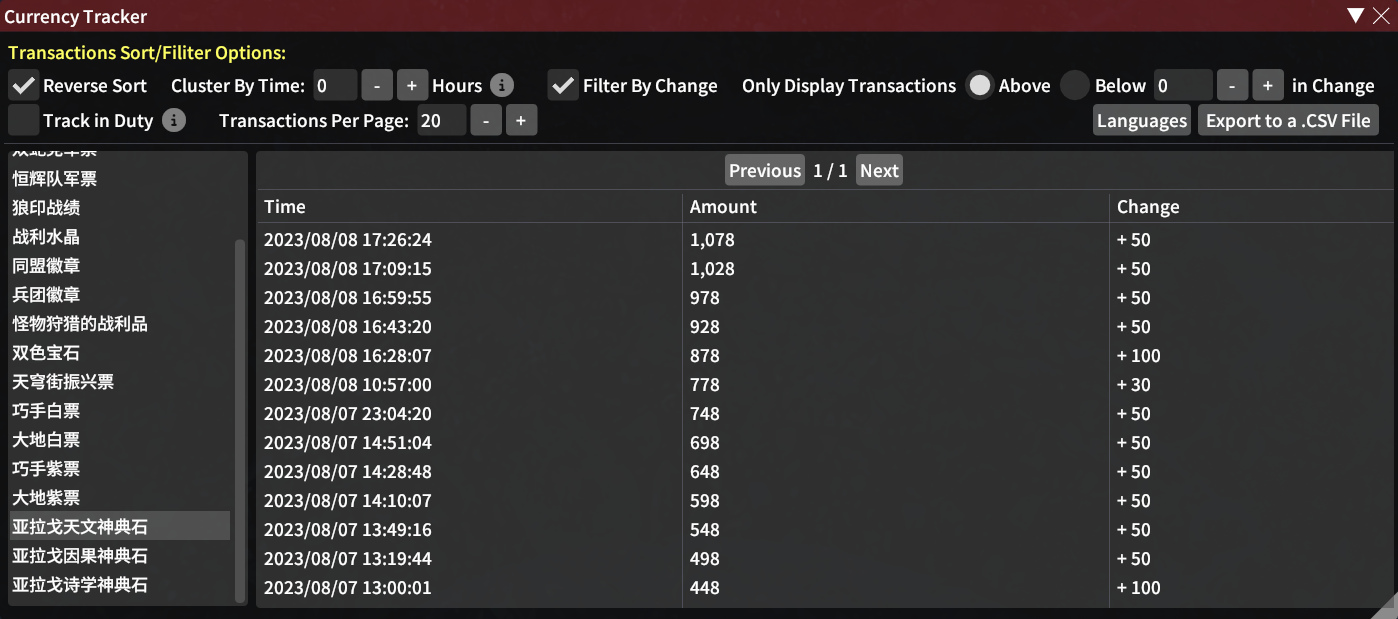 Currency Tracker
Transactions Sort/Filiter Options:
Reverse Sort Cluster By Time: 0 - + Hours i Filter By Change Only Display Transactions Above Below 0 - + in Change
Track in Duty i Transactions Per Page: 20 - + Languages Export to a .CSV File
恒辉队军票
狼印战绩
战利水晶
同盟徽章
兵团徽章
怪物狩猎的战利品
双色宝石
天穹街振兴票
巧手白票
大地白票
巧手紫票
大地紫票
亚拉戈天文神典石
亚拉戈因果神典石
亚拉戈诗学神典石
Previous 1 / 1 Next
Time Amount Change
2023/08/08 17:26:24 1,078 + 50
2023/08/08 17:09:15 1,028 + 50
2023/08/08 16:59:55 978 + 50
2023/08/08 16:43:20 928 + 50
2023/08/08 16:28:07 878 + 100
2023/08/08 10:57:00 778 + 30
2023/08/07 23:04:20 748 + 50
2023/08/07 14:51:04 698 + 50
2023/08/07 14:28:48 648 + 50
2023/08/07 14:10:07 598 + 50
2023/08/07 13:49:16 548 + 50
2023/08/07 13:19:44 498 + 50
2023/08/07 13:00:01 448 + 100